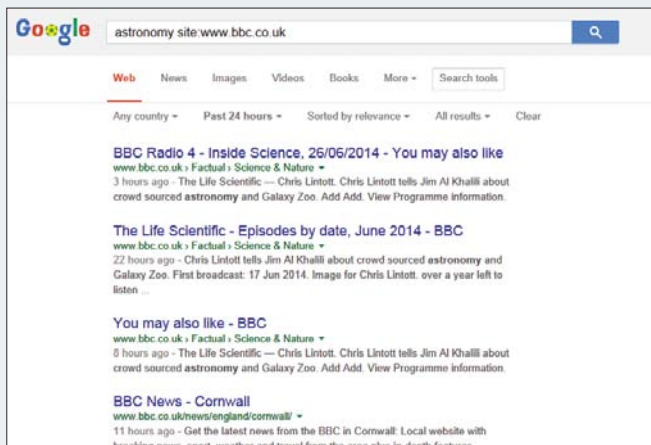 Google
astronomy site:www.bbc.co.uk
Web News Images Videos Books More Search tools
Any country Past 24 hours Sorted by relevance All results Clear
BBC Radio 4 - Inside Science, 26/06/2014 - You may also like
www.bbc.co.uk › Factual › Science & Nature
3 hours ago - The Life Scientific — Chris Lintott. Chris Lintott tells Jim Al Khalili about
crowd sourced astronomy and Galaxy Zoo. Add Add. View Programme information.
The Life Scientific - Episodes by date, June 2014 - BBC
www.bbc.co.uk › Factual › Science & Nature
22 hours ago - Chris Lintott tells Jim Al Khalili about crowd sourced astronomy and
Galaxy Zoo. First broadcast: 17 Jun 2014. Image for Chris Lintott. over a year left to
listen ...
You may also like - BBC
www.bbc.co.uk › Factual › Science & Nature
8 hours ago - The Life Scientific — Chris Lintott. Chris Lintott tells Jim Al Khalili about
crowd sourced astronomy and Galaxy Zoo. Add Add. View Programme information.
BBC News - Cornwall
www.bbc.co.uk/news/england/cornwall/
11 hours ago - Get the latest news from the BBC in Cornwall: Local website with